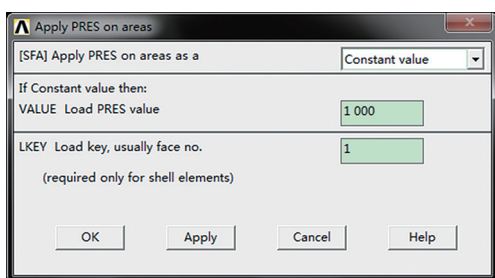 Apply PRES on areas
[SFA] Apply PRES on areas as a
Constant value
If Constant value then:
VALUE Load PRES value
1 000
LKEY Load key, usually face no.
1
(required only for shell elements)
OK Apply Cancel Help